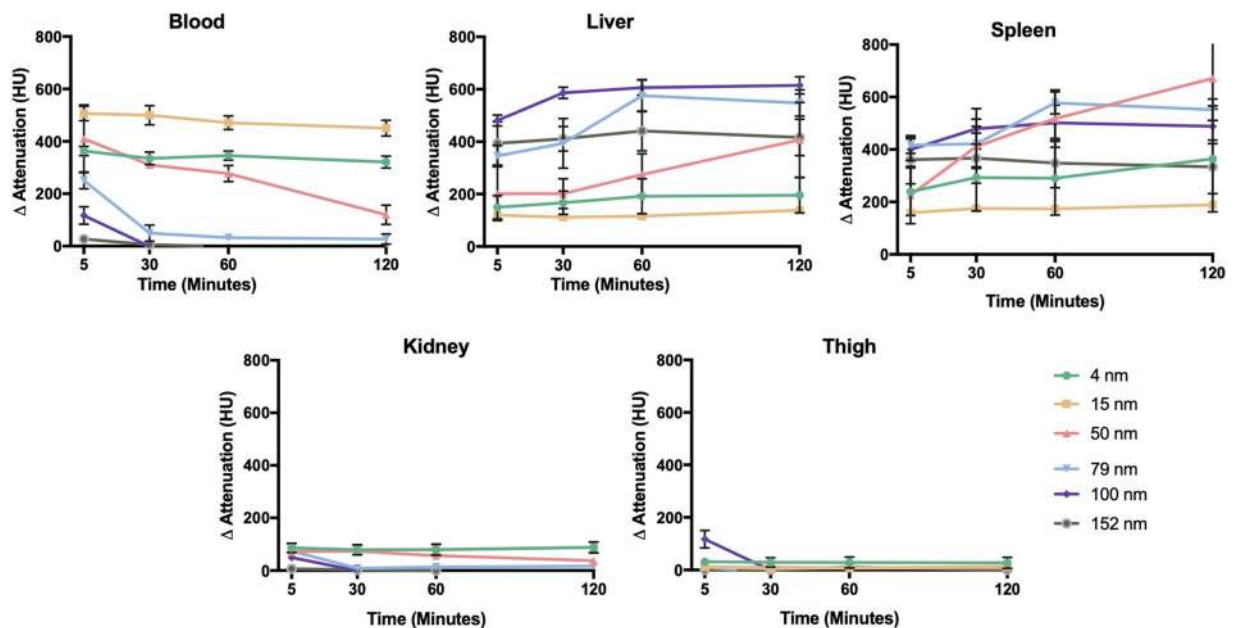 Blood
Δ Attenuation (HU)
800
600
400
200
0
5 30 60 120
Time (Minutes)
Liver
Δ Attenuation (HU)
800
600
400
200
0
5 30 60 120
Time (Minutes)
Spleen
Δ Attenuation (HU)
800
600
400
200
0
5 30 60 120
Time (Minutes)
Kidney
Δ Attenuation (HU)
800
600
400
200
0
5 30 60 120
Time (Minutes)
Thigh
Δ Attenuation (HU)
800
600
400
200
0
5 30 60 120
Time (Minutes)
4 nm
15 nm
50 nm
79 nm
100 nm
152 nm